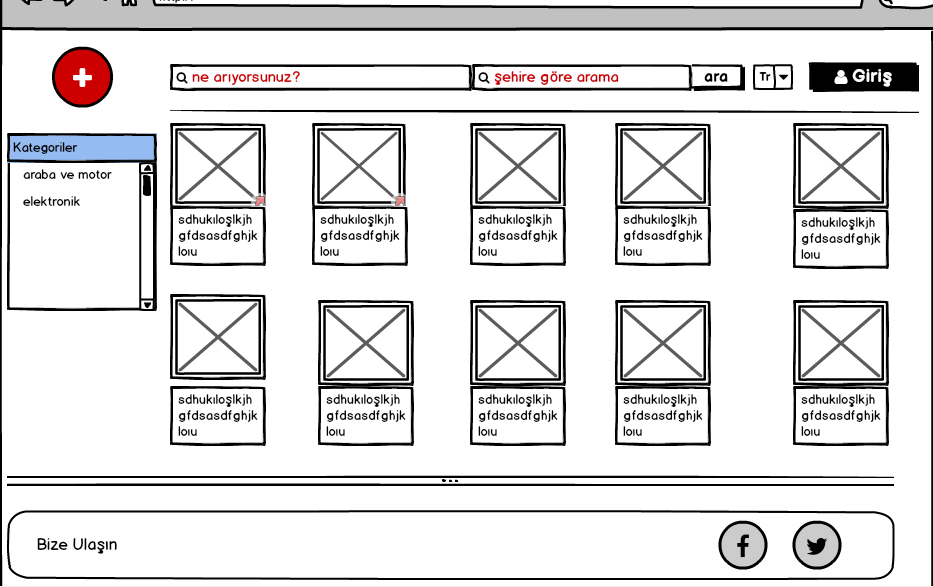 ne arıyorsunuz?
şehire göre arama
ara
Tr
Giriş
Kategoriler
araba ve motor
elektronik
sdhukıloşlkjh
gfdsasdfghjk
loıu
sdhukıloşlkjh
gfdsasdfghjk
loıu
sdhukıloşlkjh
gfdsasdfghjk
loıu
sdhukıloşlkjh
gfdsasdfghjk
loıu
sdhukıloşlkjh
gfdsasdfghjk
loıu
sdhukıloşlkjh
gfdsasdfghjk
loıu
sdhukıloşlkjh
gfdsasdfghjk
loıu
sdhukıloşlkjh
gfdsasdfghjk
loıu
sdhukıloşlkjh
gfdsasdfghjk
loıu
sdhukıloşlkjh
gfdsasdfghjk
loıu
Bize Ulaşın